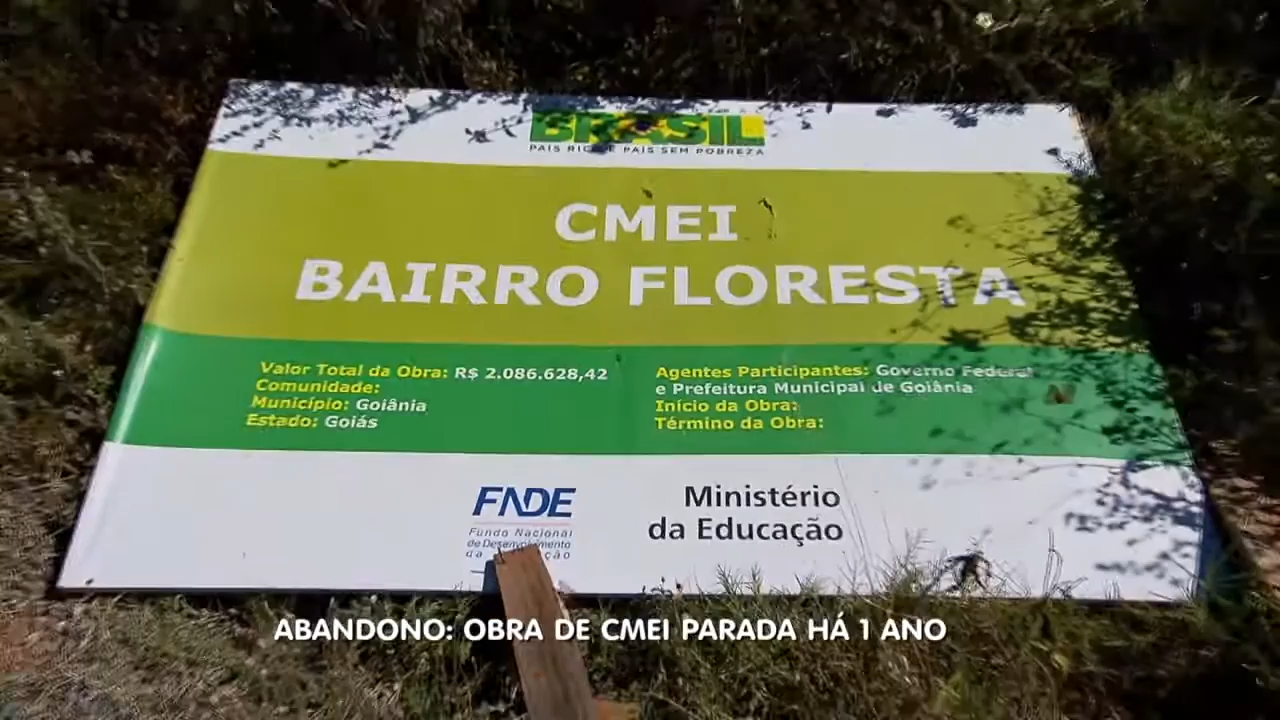 BRASIL
PAÍS RICO É PAÍS SEM POBREZA
CMEI
BAIRRO FLORESTA
Valor Total da Obra: R$ 2.086.628,42
Comunidade:
Município: Goiânia
Estado: Goiás
Agentes Participantes: Governo Federal
e Prefeitura Municipal de Goiânia
Início da Obra:
Término da Obra:
FNDE
Fundo Nacional
de Desenvolvimento
da Educação
Ministério
da Educação
ABANDONO: OBRA DE CMEI PARADA HÁ 1 ANO